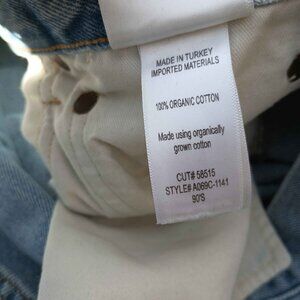 MADE IN TURKEY
IMPORTED MATERIALS
100% ORGANIC COTTON
Made using organically
grown cotton
CUT# 58515
STYLE# A069C-1141
90'S